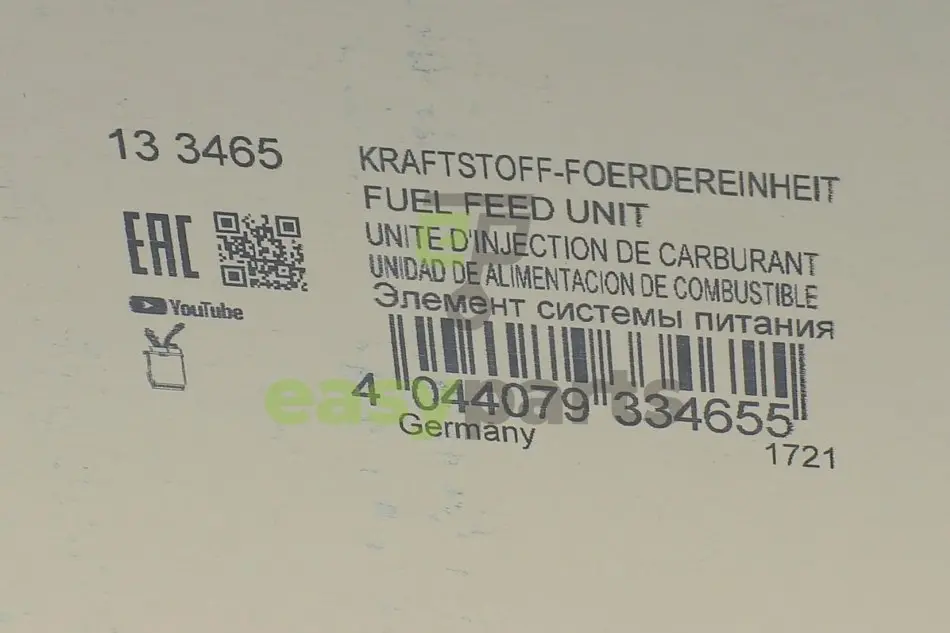 13 3465
KRAFTSTOFF-FOERDEREINHEIT
FUEL FEED UNIT
UNITE D'INJECTION DE CARBURANT
UNIDAD DE ALIMENTACION DE COMBUSTIBLE
Элемент системы питания
EAC
YouTube
4 044079 334655
Germany
1721
easyparts